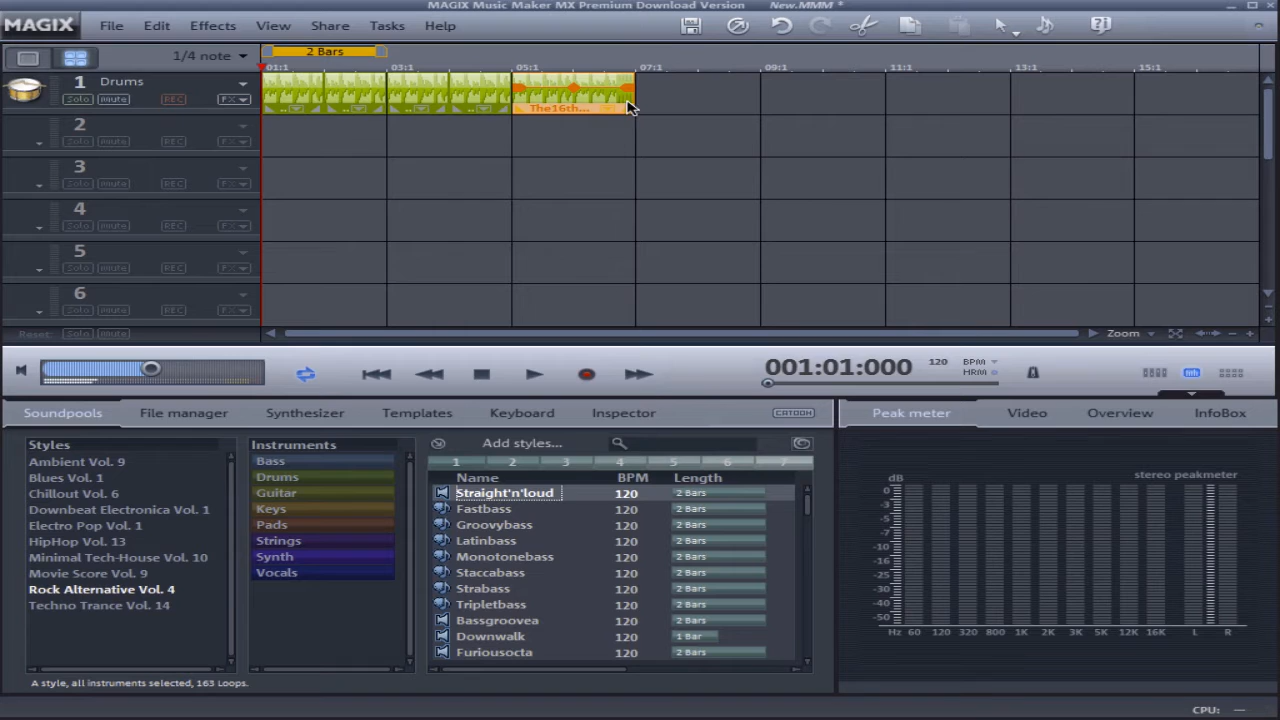 MAGIX Music Maker MX Premium Download Version New.MMM *
MAGIX File Edit Effects View Share Tasks Help
1/4 note 2 Bars
01:1 03:1 05:1 07:1 09:1 11:1 13:1 15:1
1 Drums
Solo mute REC FX
The16th...
2
Solo mute REC FX
3
Solo mute REC FX
4
Solo mute REC FX
5
Solo mute REC FX
6
Solo mute REC FX
Reset: Solo mute Zoom
001:01:000 120 BPM
HRM
Soundpools File manager Synthesizer Templates Keyboard Inspector CATOOH Peak meter Video Overview InfoBox
Styles Instruments Add styles...
Ambient Vol. 9
Blues Vol. 1
Chillout Vol. 6
Downbeat Electronica Vol. 1
Electro Pop Vol. 1
HipHop Vol. 13
Minimal Tech-House Vol. 10
Movie Score Vol. 9
Rock Alternative Vol. 4
Techno Trance Vol. 14
Bass
Drums
Guitar
Keys
Pads
Strings
Synth
Vocals
1 2 3 4 5 6 7
Name BPM Length
Straight'n'loud 120 2 Bars
Fastbass 120 2 Bars
Groovybass 120 2 Bars
Latinbass 120 2 Bars
Monotonebass 120 2 Bars
Staccabass 120 2 Bars
Strabass 120 2 Bars
Tripletbass 120 2 Bars
Bassgroovea 120 2 Bars
Downwalk 120 1 Bar
Furiousocta 120 2 Bars
stereo peakmeter
dB
0
-3
-5
-7
-10
-16
-25
-30
-40
-50
Hz 60 120 320 800 1K 2K 3K 5K 12K 16K L R
A style, all instruments selected, 163 Loops.
CPU: —